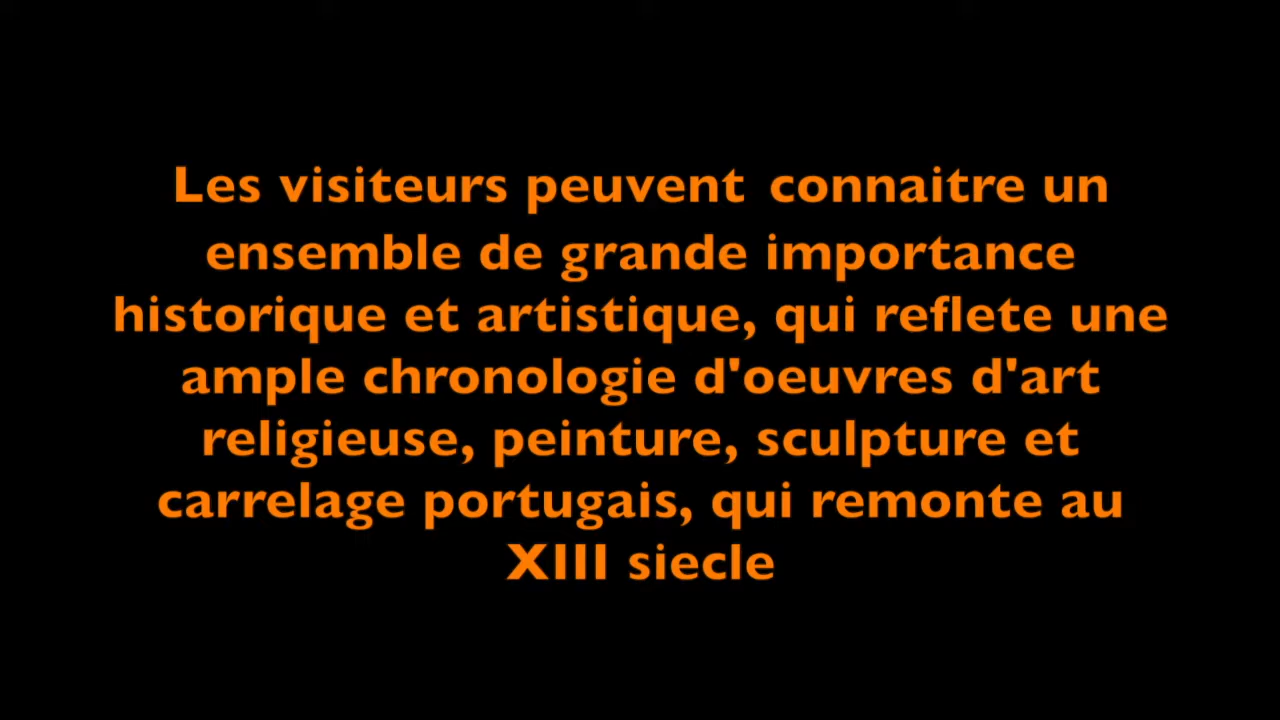 Les visiteurs peuvent connaitre un
ensemble de grande importance
historique et artistique, qui reflete une
ample chronologie d'oeuvres d'art
religieuse, peinture, sculpture et
carrelage portugais, qui remonte au
XIII siecle